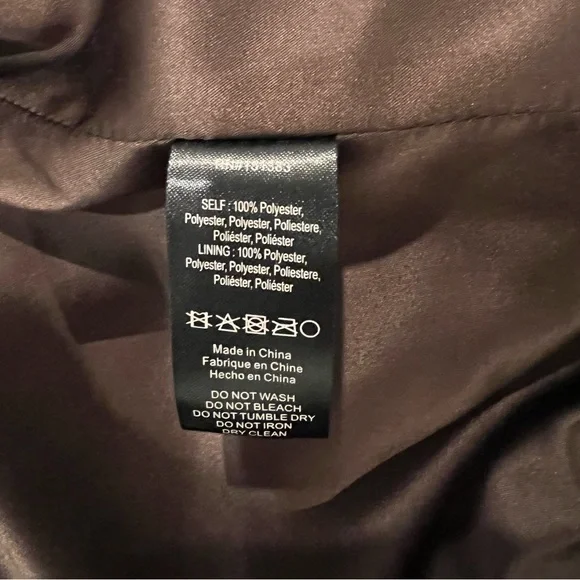 SELF : 100% Polyester,
Polyester, Polyester, Poliestere,
Poliéster, Poliéster
LINING : 100% Polyester,
Polyester, Polyester, Poliestere,
Poliéster, Poliéster
Made in China
Fabrique en Chine
Hecho en China
DO NOT WASH
DO NOT BLEACH
DO NOT TUMBLE DRY
DO NOT IRON
DRY CLEAN